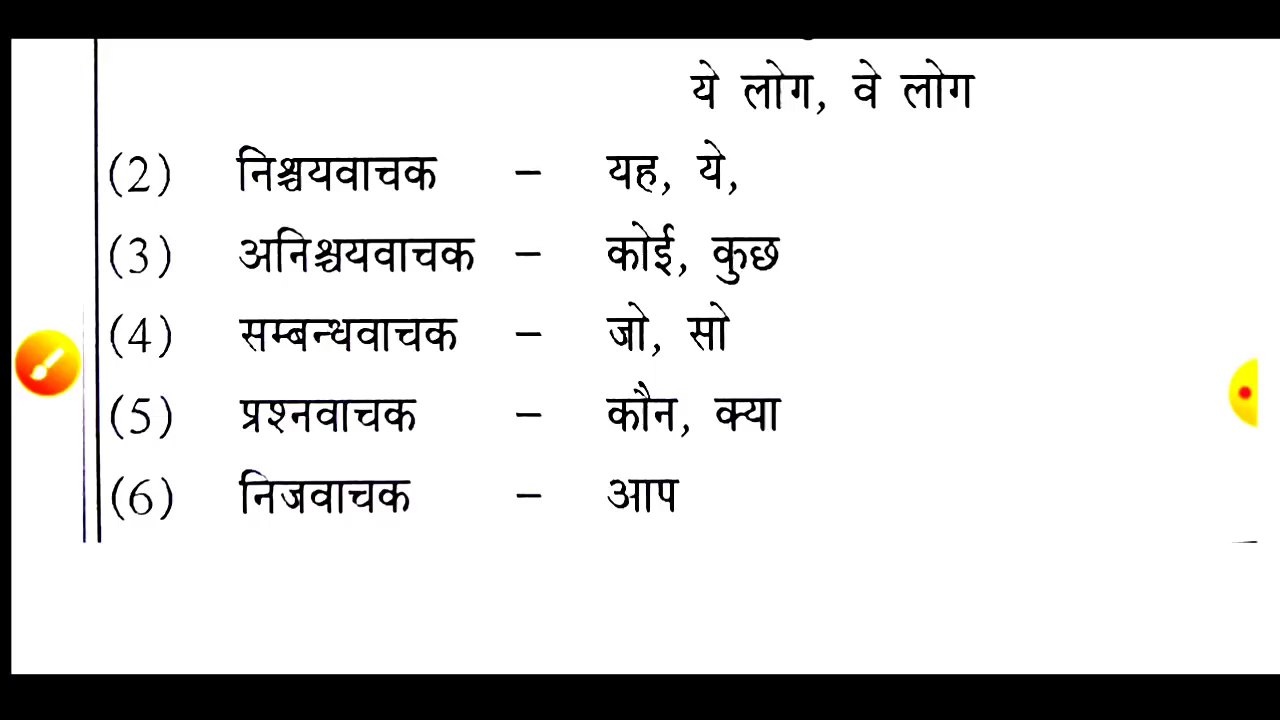 ये लोग, वे लोग
(2) निश्चयवाचक – यह, ये,
(3) अनिश्चयवाचक – कोई, कुछ
(4) सम्बन्धवाचक – जो, सो
(5) प्रश्नवाचक – कौन, क्या
(6) निजवाचक – आप